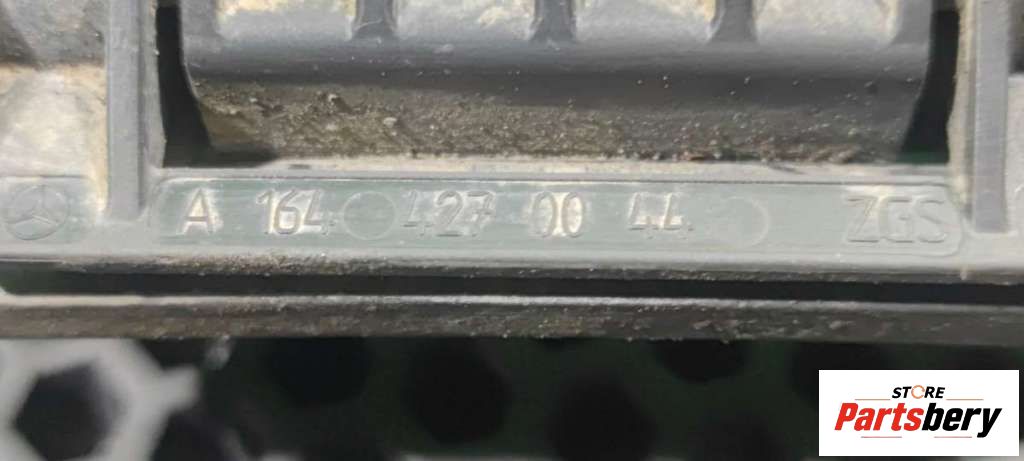 A 164 427 00 44 ZGS
STORE
Partsbery